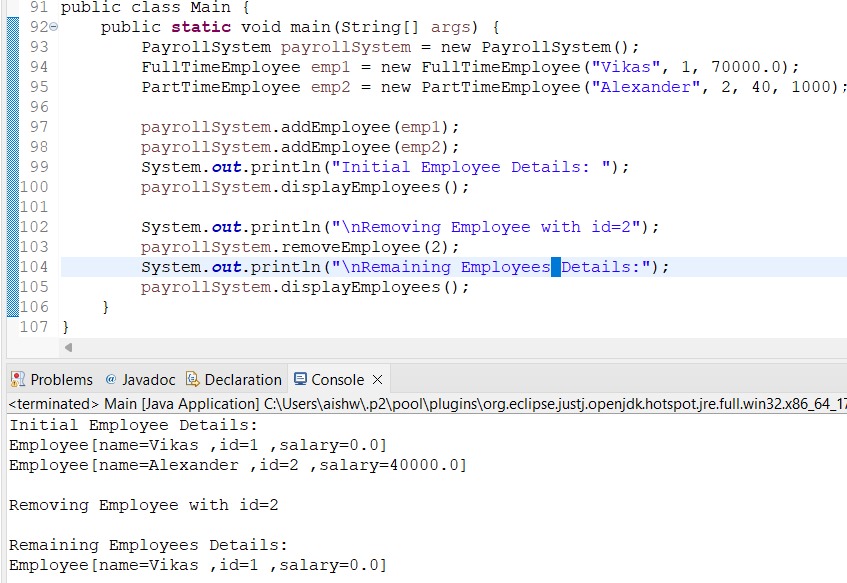 91 public class Main {
92 public static void main(String[] args) {
93 PayrollSystem payrollSystem = new PayrollSystem();
94 FullTimeEmployee emp1 = new FullTimeEmployee("Vikas", 1, 70000.0);
95 PartTimeEmployee emp2 = new PartTimeEmployee("Alexander", 2, 40, 1000);
96
97 payrollSystem.addEmployee(emp1);
98 payrollSystem.addEmployee(emp2);
99 System.out.println("Initial Employee Details: ");
100 payrollSystem.displayEmployees();
101
102 System.out.println("\nRemoving Employee with id=2");
103 payrollSystem.removeEmployee(2);
104 System.out.println("\nRemaining Employees Details:");
105 payrollSystem.displayEmployees();
106 }
107 }
Problems @ Javadoc Declaration Console
<terminated> Main [Java Application] C:\Users\aishw\.p2\pool\plugins\org.eclipse.justj.openjdk.hotspot.jre.full.win32.x86_64_17
Initial Employee Details:
Employee[name=Vikas ,id=1 ,salary=0.0]
Employee[name=Alexander ,id=2 ,salary=40000.0]
Removing Employee with id=2
Remaining Employees Details:
Employee[name=Vikas ,id=1 ,salary=0.0]